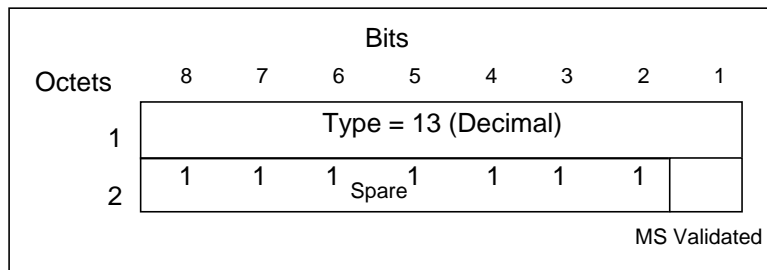 Bits
Octets 8 7 6 5 4 3 2 1
1 Type = 13 (Decimal)
2 1 1 1 1 1 1 1
Spare
MS Validated